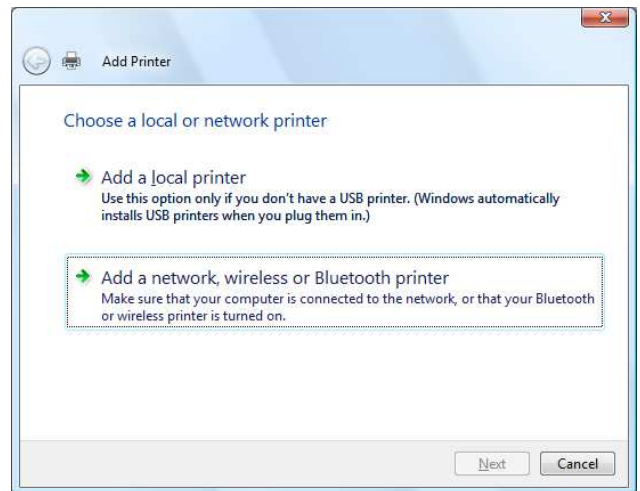 Add Printer
Choose a local or network printer
Add a local printer
Use this option only if you don't have a USB printer. (Windows automatically
installs USB printers when you plug them in.)
Add a network, wireless or Bluetooth printer
Make sure that your computer is connected to the network, or that your Bluetooth
or wireless printer is turned on.
Next
Cancel